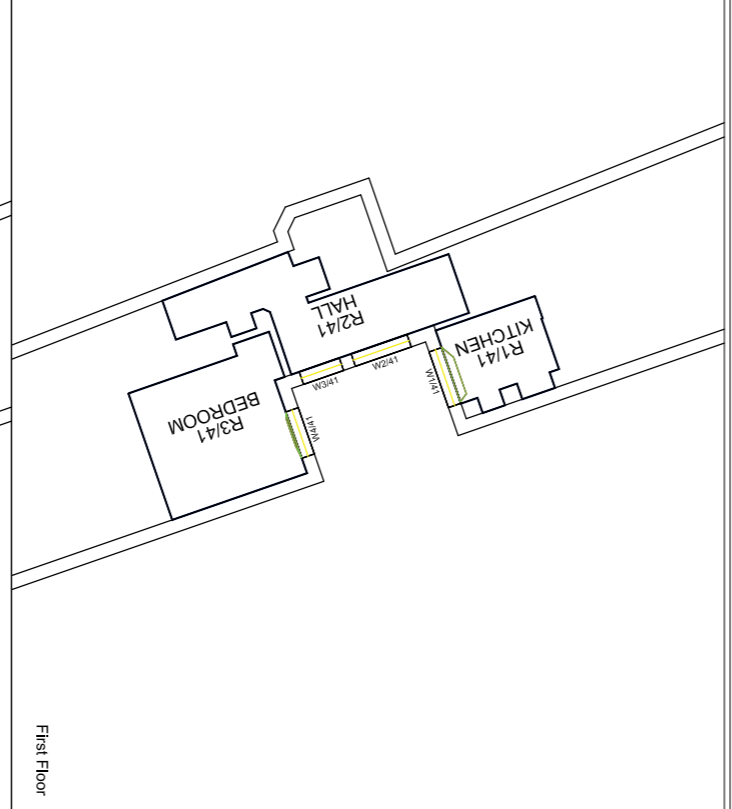 R2/41
HALL
R1/41
KITCHEN
W2/41
W3/41
W1/41
R3/41
BEDROOM
W4/41
First Floor